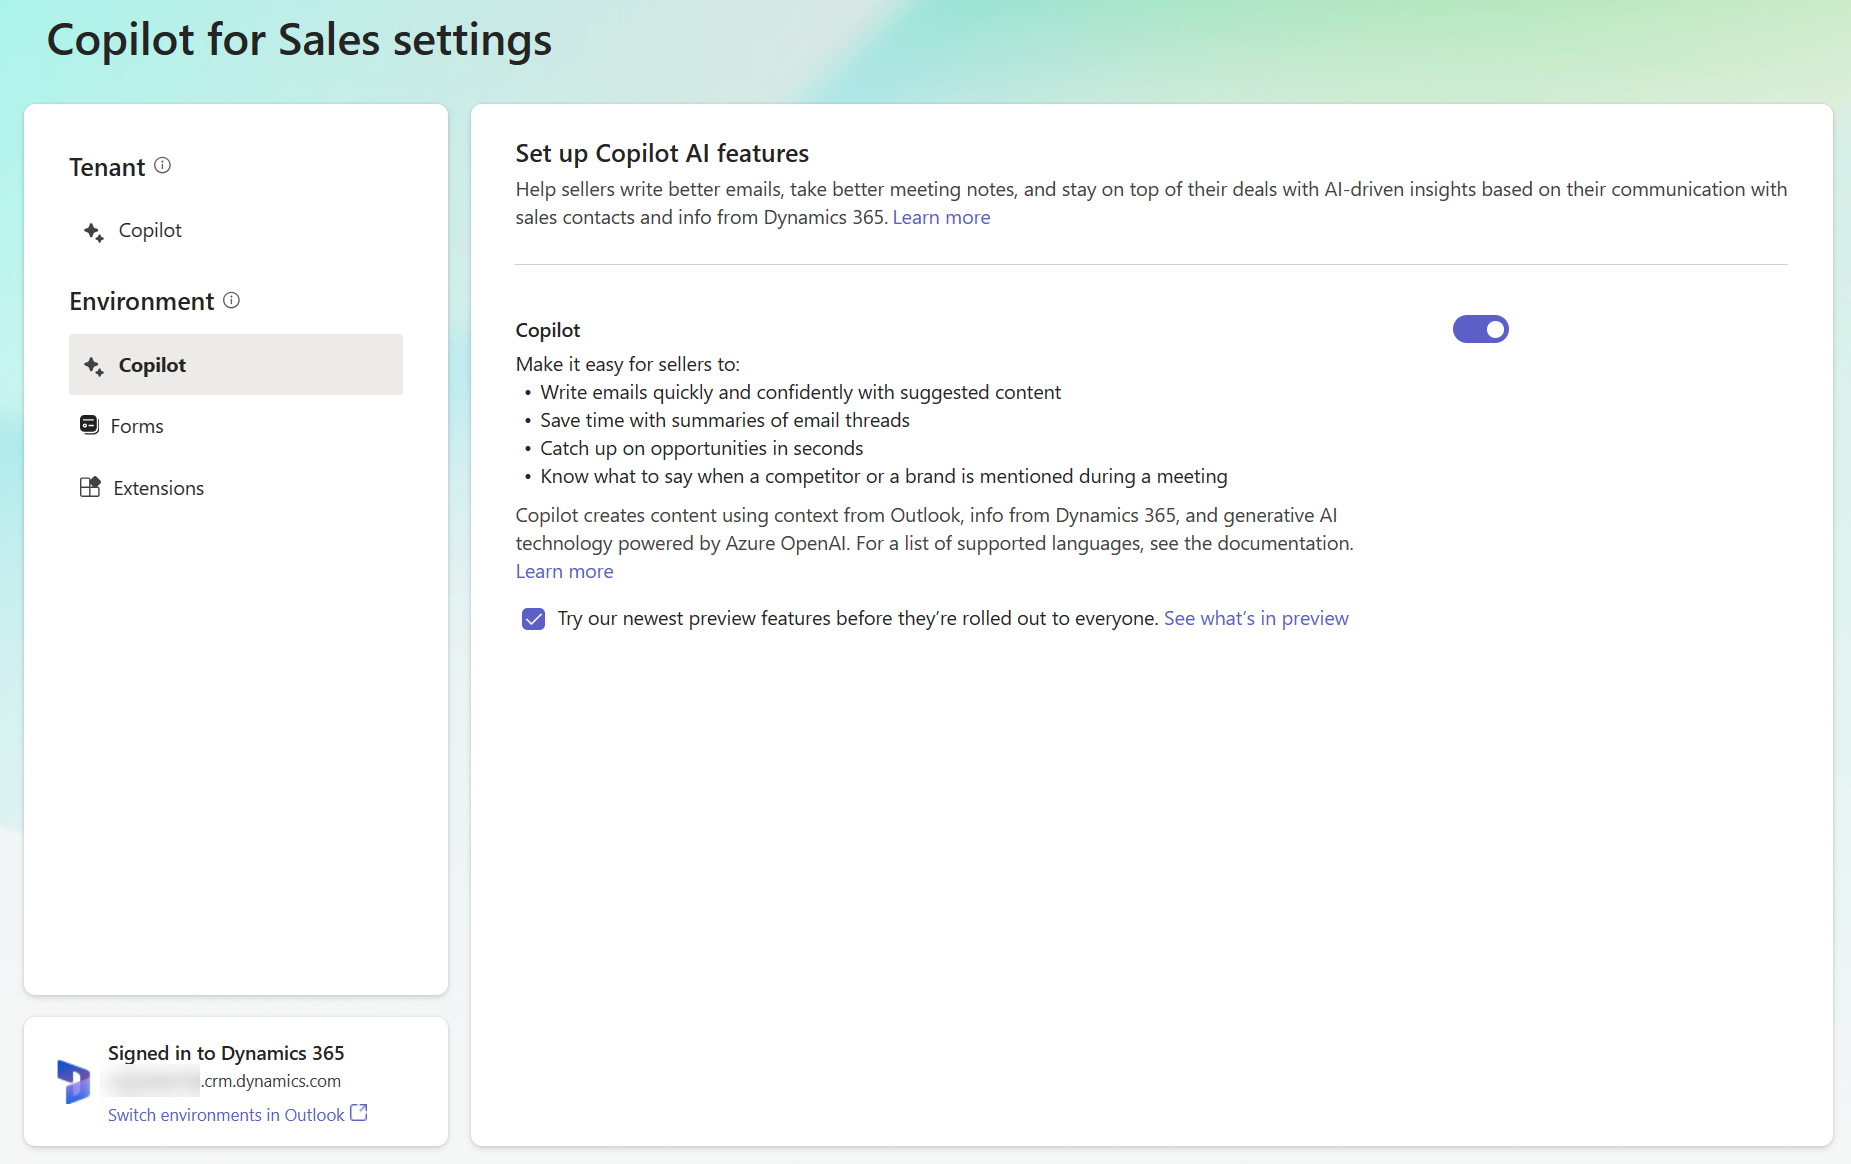 Copilot for Sales settings
Tenant
Copilot
Environment
Copilot
Forms
Extensions
Signed in to Dynamics 365
.crm.dynamics.com
Switch environments in Outlook
Set up Copilot AI features
Help sellers write better emails, take better meeting notes, and stay on top of their deals with AI-driven insights based on their communication with
sales contacts and info from Dynamics 365. Learn more
Copilot
Make it easy for sellers to:
• Write emails quickly and confidently with suggested content
• Save time with summaries of email threads
• Catch up on opportunities in seconds
• Know what to say when a competitor or a brand is mentioned during a meeting
Copilot creates content using context from Outlook, info from Dynamics 365, and generative AI
technology powered by Azure OpenAI. For a list of supported languages, see the documentation.
Learn more
Try our newest preview features before they’re rolled out to everyone. See what’s in preview